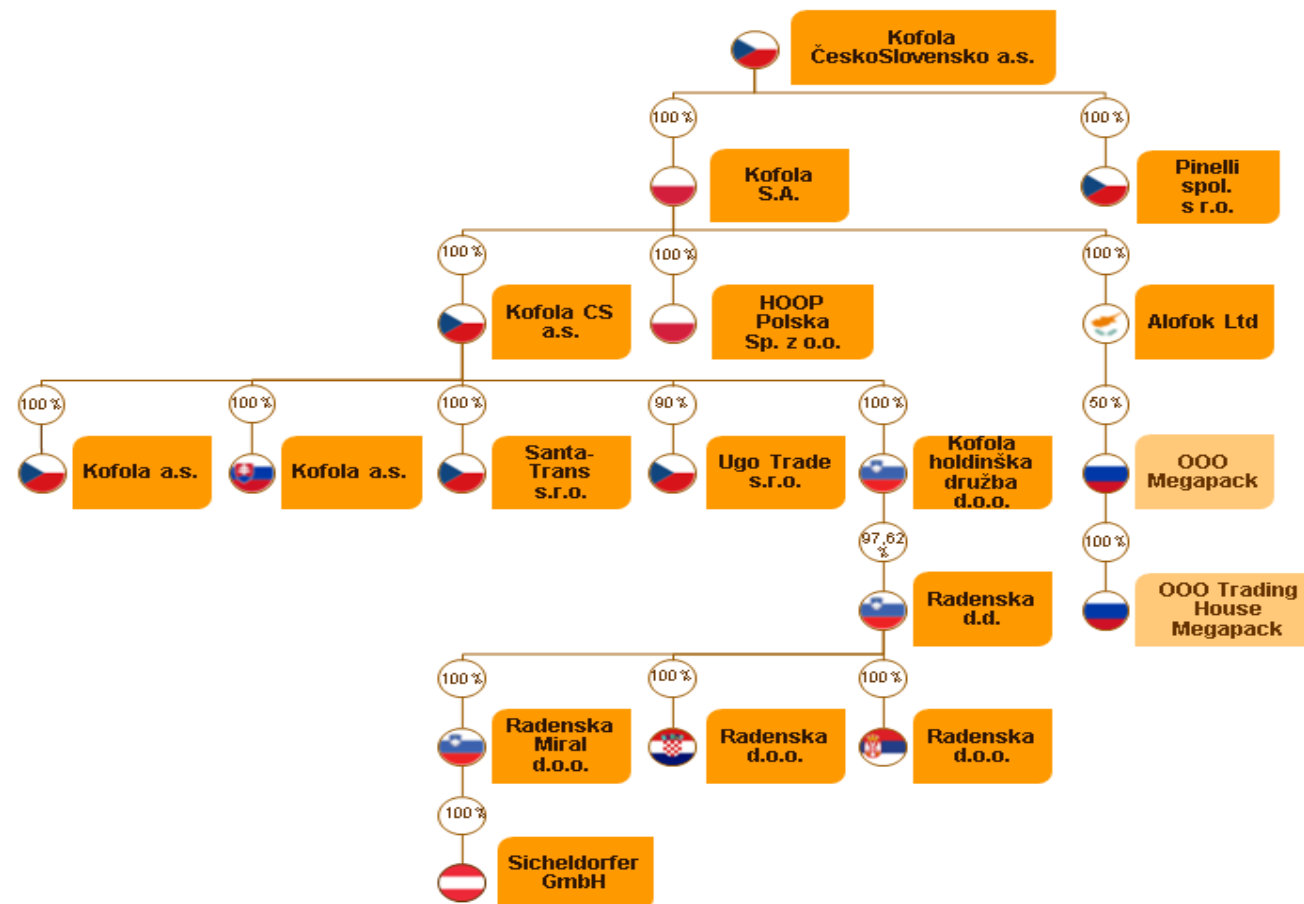 Kofola
ČeskoSlovensko a.s.
100 %
100 %
Kofola
S.A.
Pinelli
spol.
s r.o.
100 %
100 %
100 %
Kofola CS
a.s.
HOOP
Polska
Sp. z o.o.
Alofok Ltd
100 %
100 %
100 %
90 %
100 %
50 %
Kofola a.s.
Kofola a.s.
Santa-
Trans
s.r.o.
Ugo Trade
s.r.o.
Kofola
holdinška
družba
d.o.o.
OOO
Megapack
97,62
%
100 %
Radenska
d.d.
OOO Trading
House
Megapack
100 %
100 %
100 %
Radenska
Miral
d.o.o.
Radenska
d.o.o.
Radenska
d.o.o.
100 %
Sicheldorfer
GmbH